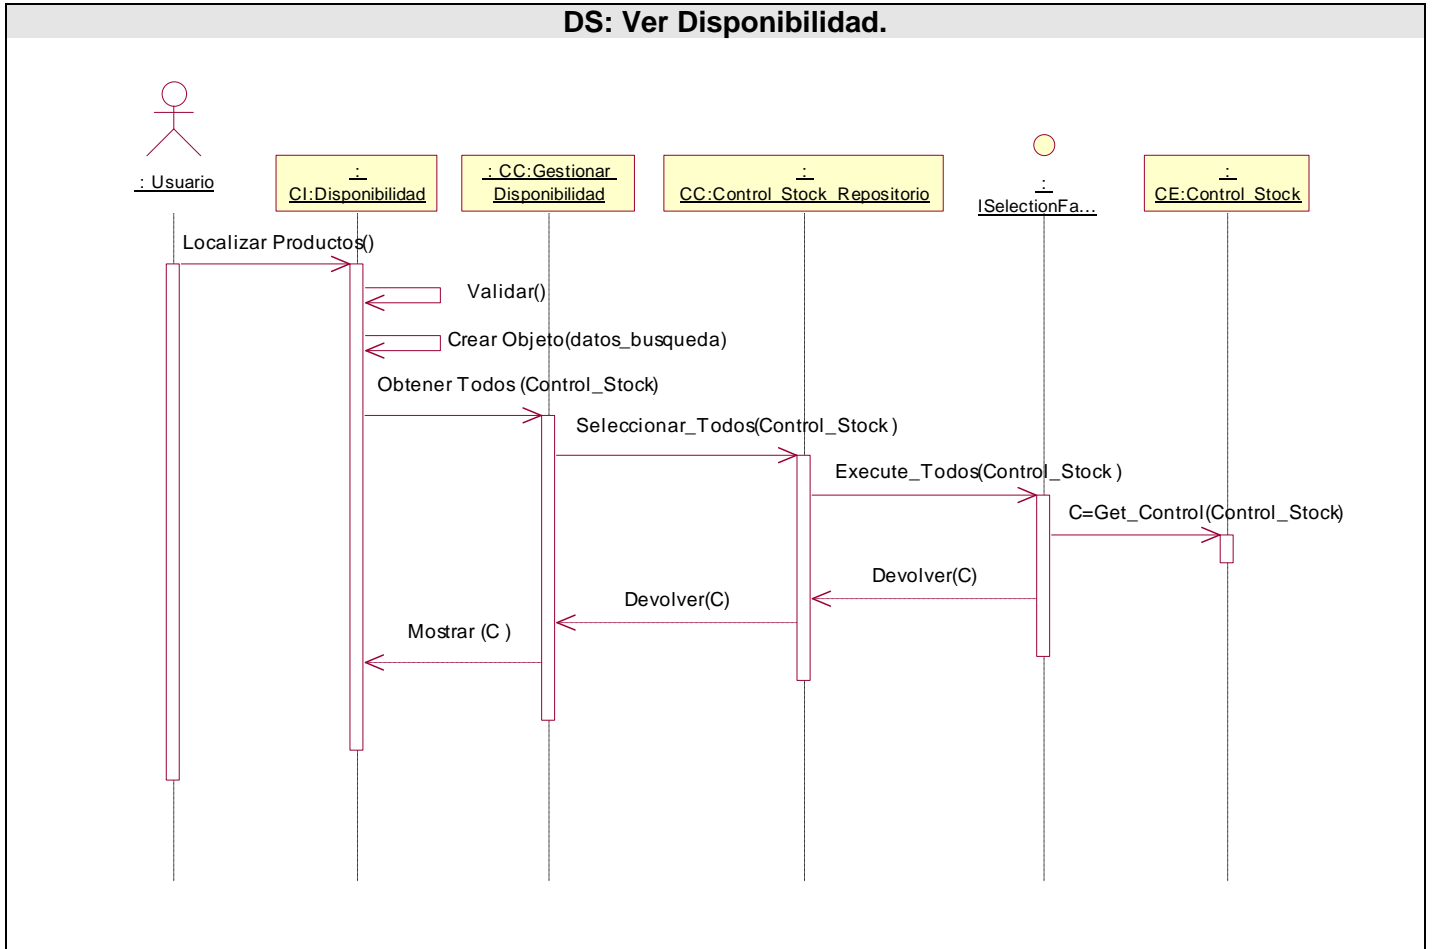 DS: Ver Disponibilidad.
: Usuario
:
CI:Disponibilidad
: CC:Gestionar
Disponibilidad
:
CC:Control_Stock_Repositorio
:
ISelectionFa...
:
CE:Control_Stock
Localizar Productos()
Validar()
Crear Objeto(datos_busqueda)
Obtener Todos (Control_Stock)
Seleccionar_Todos(Control_Stock )
Execute_Todos(Control_Stock )
C=Get_Control(Control_Stock)
Devolver(C)
Devolver(C)
Mostrar (C )